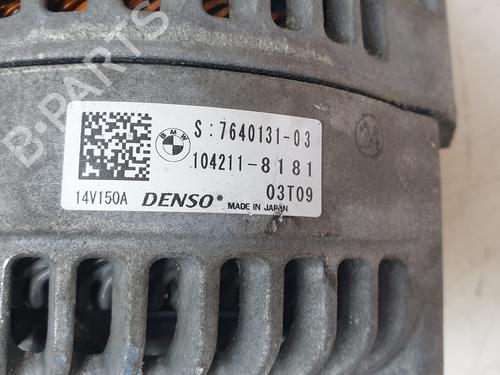 B-PARTS
BMW
S:7640131-03
104211-8181
03T09
14V150A DENSO MADE IN JAPAN